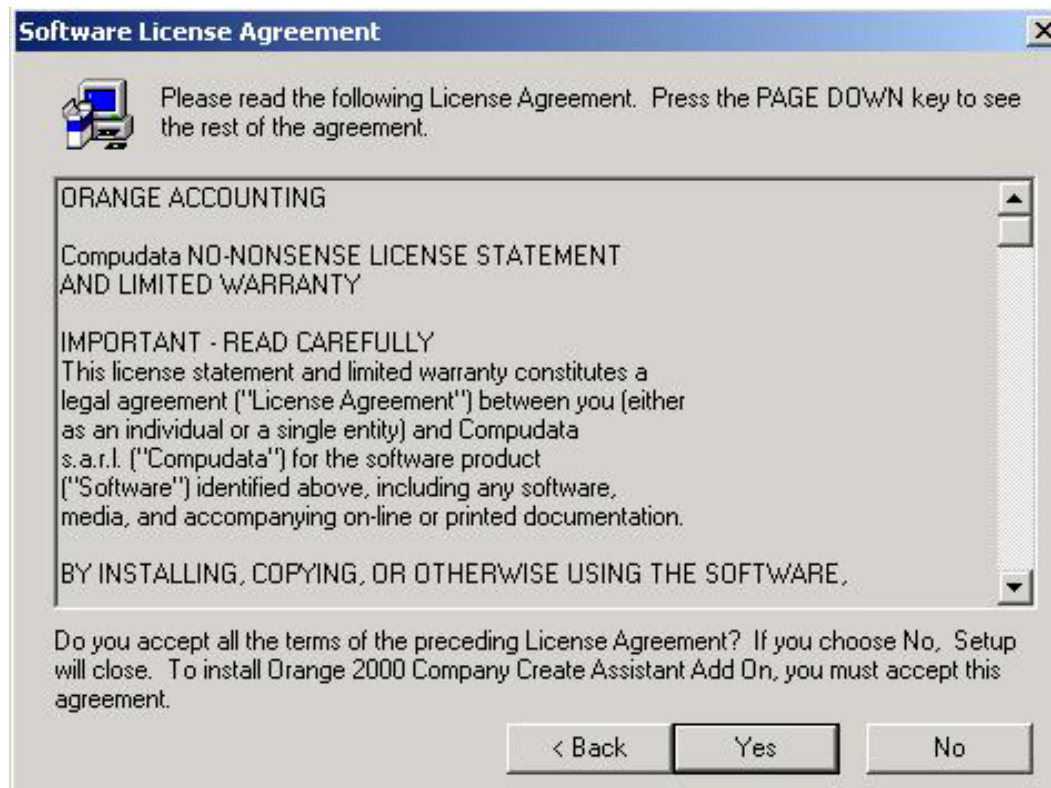 Software License Agreement
Please read the following License Agreement.  Press the PAGE DOWN key to see
the rest of the agreement.
ORANGE ACCOUNTING
Compudata NO-NONSENSE LICENSE STATEMENT
AND LIMITED WARRANTY
IMPORTANT - READ CAREFULLY
This license statement and limited warranty constitutes a
legal agreement ("License Agreement") between you (either
as an individual or a single entity) and Compudata
s.a.r.l. ("Compudata") for the software product
("Software") identified above, including any software,
media, and accompanying on-line or printed documentation.
BY INSTALLING, COPYING, OR OTHERWISE USING THE SOFTWARE,
Do you accept all the terms of the preceding License Agreement?  If you choose No,  Setup
will close.  To install Orange 2000 Company Create Assistant Add On, you must accept this
agreement.
< Back
Yes
No